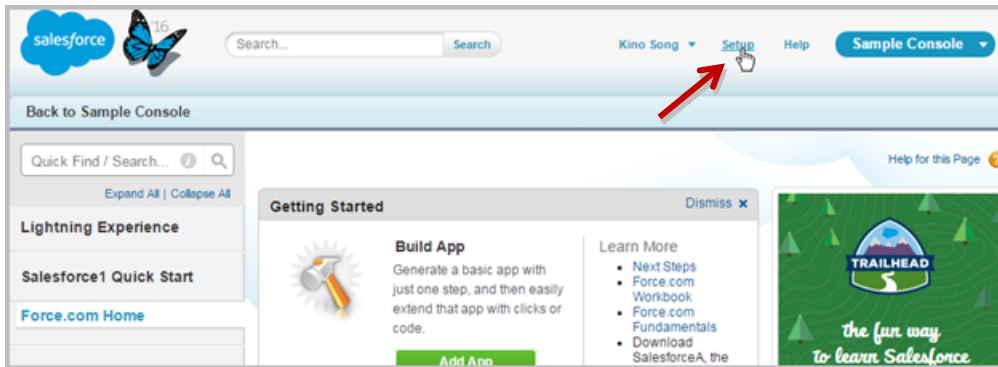 salesforce
'16
Search...
Search
Kino Song
Setup
Help
Sample Console
Back to Sample Console
Quick Find / Search...
Expand All | Collapse All
Lightning Experience
Salesforce1 Quick Start
Force.com Home
Help for this Page
Getting Started
Dismiss x
Build App
Generate a basic app with
just one step, and then easily
extend that app with clicks or
code.
Add App
Learn More
• Next Steps
• Force.com
Workbook
• Force.com
Fundamentals
• Download
SalesforceA, the
TRAILHEAD
the fun way
to learn Salesforce